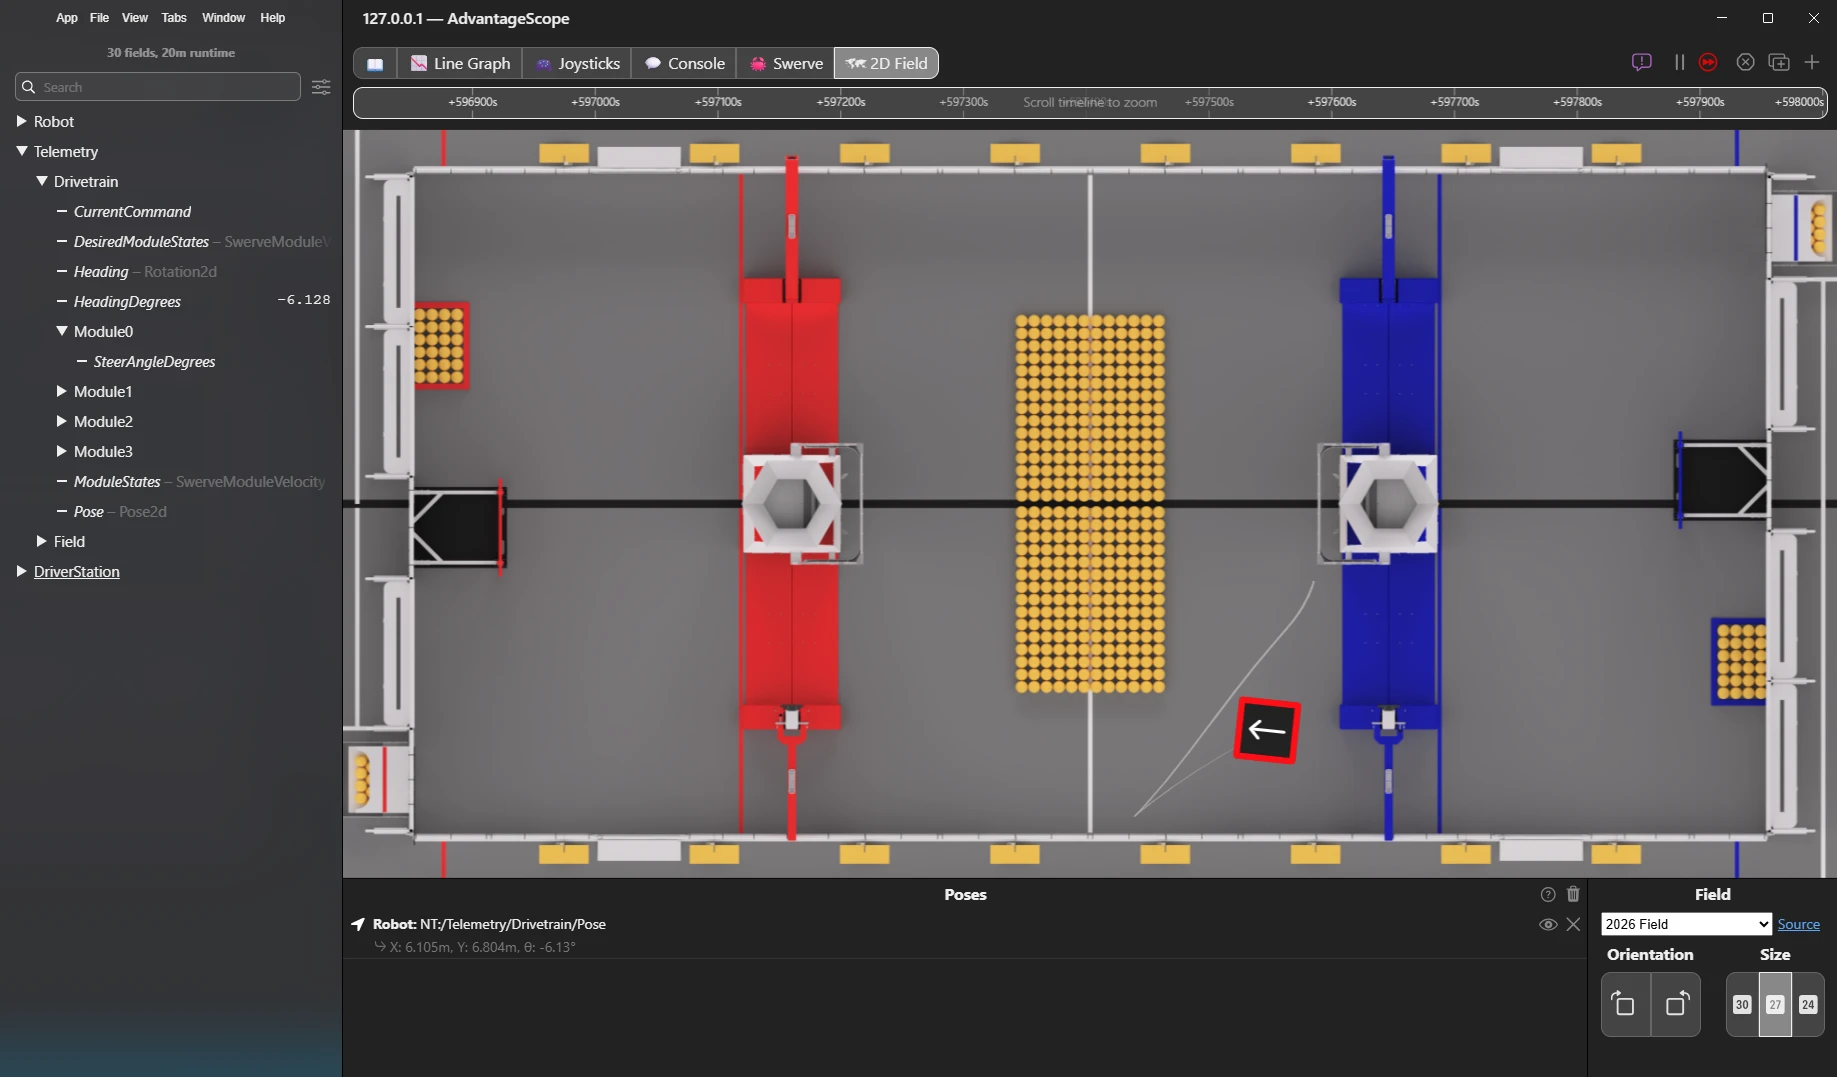 App File View Tabs Window Help
127.0.0.1 — AdvantageScope
30 fields, 20m runtime
Search
Line Graph Joysticks Console Swerve 2D Field
+596900s +597000s +597100s +597200s +597300s Scroll timeline to zoom +597500s +597600s +597700s +597800s +597900s +598000s
Robot
Telemetry
Drivetrain
CurrentCommand
DesiredModuleStates – SwerveModuleV
Heading – Rotation2d
HeadingDegrees -6.128
Module0
SteerAngleDegrees
Module1
Module2
Module3
ModuleStates – SwerveModuleVelocity
Pose – Pose2d
Field
DriverStation
Poses
Robot: NT:/Telemetry/Drivetrain/Pose
X: 6.105m, Y: 6.804m, θ: -6.13°
Field
2026 Field Source
Orientation Size
30 27 24